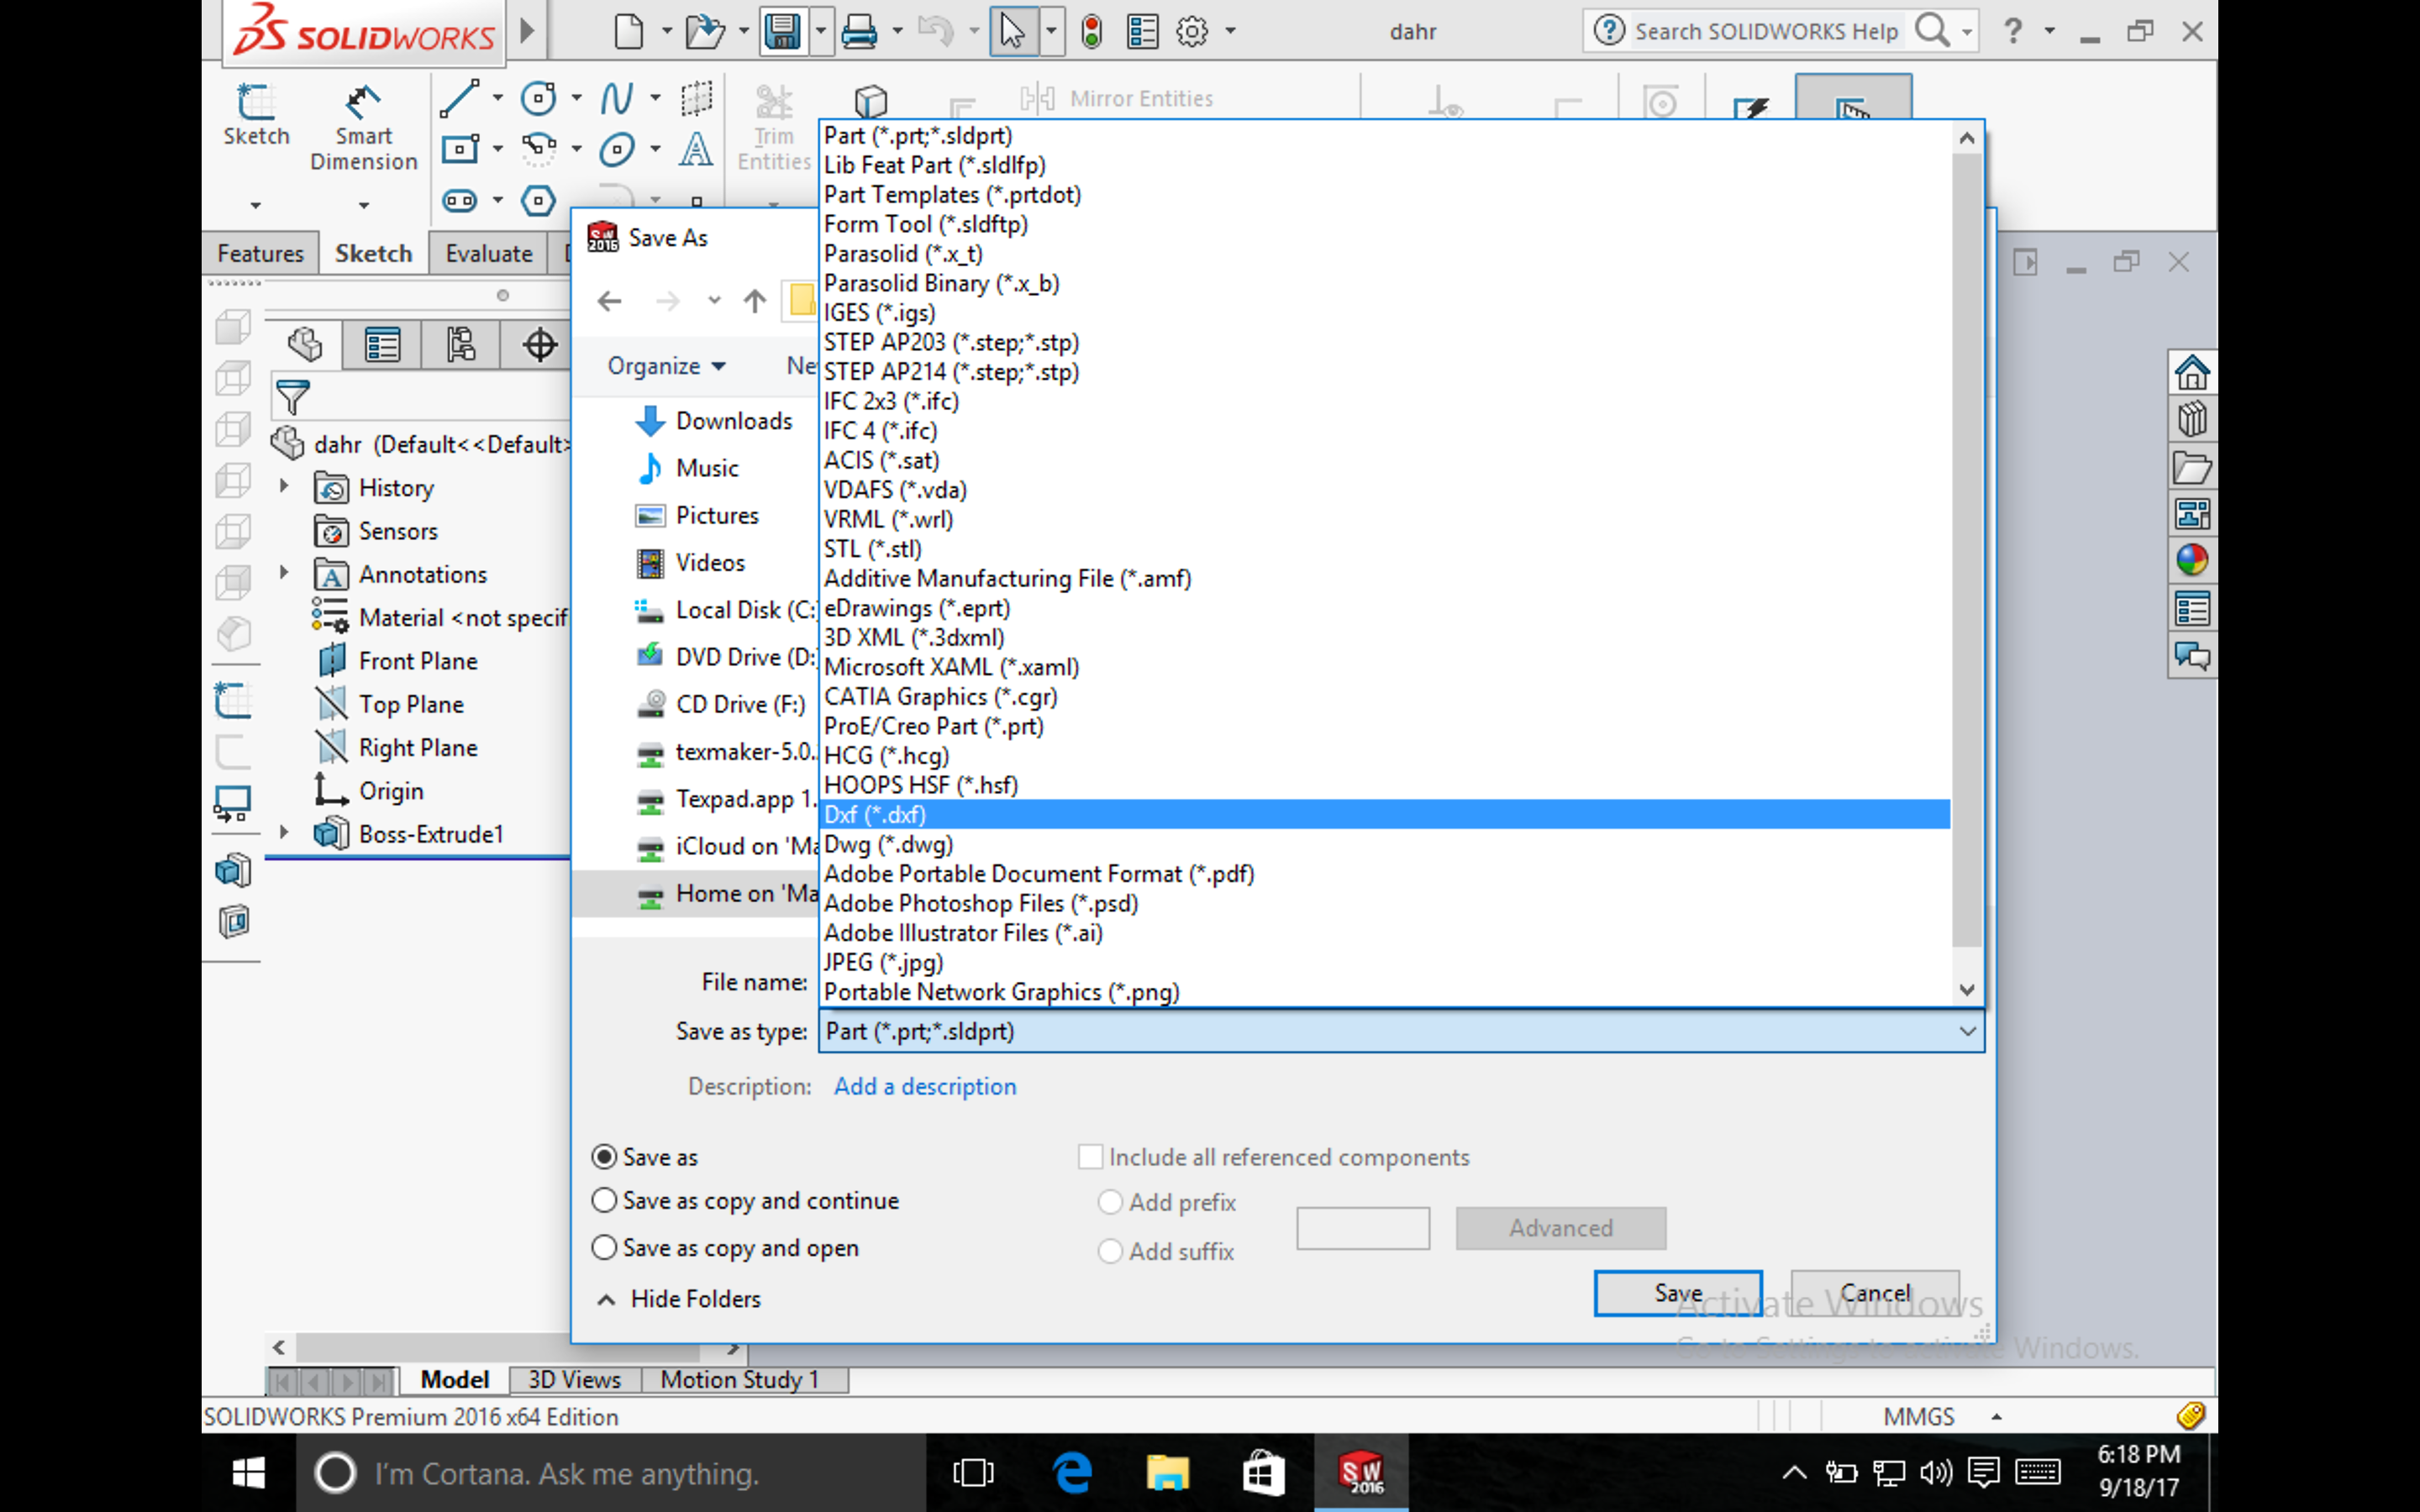 SOLIDWORKS
dahr
Search SOLIDWORKS Help
Sketch
Smart Dimension
Trim Entities
Mirror Entities
Features
Sketch
Evaluate
dahr (Default<<Default>
History
Sensors
Annotations
Material <not specif
Front Plane
Top Plane
Right Plane
Origin
Boss-Extrude1
Save As
Organize
Downloads
Music
Pictures
Videos
Local Disk (C:)
DVD Drive (D:)
CD Drive (F:)
texmaker-5.0.
Texpad.app 1.
iCloud on 'Ma
Home on 'Ma
Part (*.prt;*.sldprt)
Lib Feat Part (*.sldlfp)
Part Templates (*.prtdot)
Form Tool (*.sldftp)
Parasolid (*.x_t)
Parasolid Binary (*.x_b)
IGES (*.igs)
STEP AP203 (*.step;*.stp)
STEP AP214 (*.step;*.stp)
IFC 2x3 (*.ifc)
IFC 4 (*.ifc)
ACIS (*.sat)
VDAFS (*.vda)
VRML (*.wrl)
STL (*.stl)
Additive Manufacturing File (*.amf)
eDrawings (*.eprt)
3D XML (*.3dxml)
Microsoft XAML (*.xaml)
CATIA Graphics (*.cgr)
ProE/Creo Part (*.prt)
HCG (*.hcg)
HOOPS HSF (*.hsf)
Dxf (*.dxf)
Dwg (*.dwg)
Adobe Portable Document Format (*.pdf)
Adobe Photoshop Files (*.psd)
Adobe Illustrator Files (*.ai)
JPEG (*.jpg)
Portable Network Graphics (*.png)
File name:
Save as type: Part (*.prt;*.sldprt)
Description: Add a description
Save as
Save as copy and continue
Save as copy and open
Include all referenced components
Add prefix
Add suffix
Advanced
Hide Folders
Save
Cancel
Activate Windows
Go to Settings to activate Windows.
Model
3D Views
Motion Study 1
SOLIDWORKS Premium 2016 x64 Edition
MMGS
I'm Cortana. Ask me anything.
SW 2016
6:18 PM
9/18/17